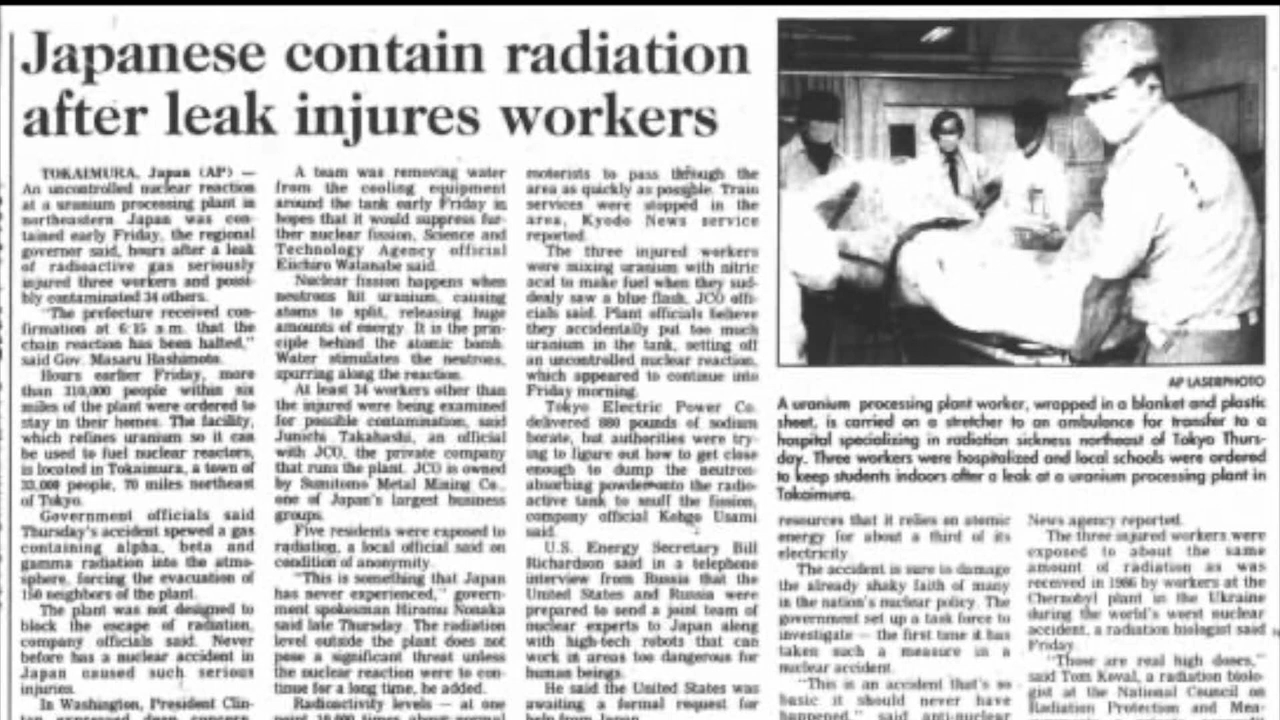 Japanese contain radiation
after leak injures workers
TOKAIMURA, Japan (AP) —
An uncontrolled nuclear reaction
at a uranium processing plant in
northeastern Japan was con-
tained early Friday, the regional
governor said, hours after a leak
of radioactive gas seriously
injured three workers and possi-
bly contaminated 34 others.
"The prefecture received con-
firmation at 6:15 a.m. that the
chain reaction has been halted,"
said Gov. Masaru Hashimoto.
Hours earlier Friday, more
than 310,000 people within six
miles of the plant were ordered to
stay in their homes. The facility,
which refines uranium so it can
be used to fuel nuclear reactors,
is located in Tokaimura, a town of
33,000 people, 70 miles northeast
of Tokyo.
Government officials said
Thursday's accident spewed a gas
containing alpha, beta and
gamma radiation into the atmo-
sphere, forcing the evacuation of
150 neighbors of the plant.
The plant was not designed to
block the escape of radiation,
company officials said. Never
before has a nuclear accident in
Japan caused such serious
injuries.
In Washington, President Clin-
ton expressed deep concern,
A team was removing water
from the cooling equipment
around the tank early Friday in
hopes that it would suppress fur-
ther nuclear fission, Science and
Technology Agency official
Eiichiro Watanabe said.
Nuclear fission happens when
neutrons hit uranium, causing
atoms to split, releasing huge
amounts of energy. It is the prin-
ciple behind the atomic bomb.
Water stimulates the neutrons,
spurring along the reaction.
At least 34 workers other than
the injured were being examined
for possible contamination, said
Junichi Takahashi, an official
with JCO, the private company
that runs the plant. JCO is owned
by Sumitomo Metal Mining Co.,
one of Japan's largest business
groups.
Five residents were exposed to
radiation, a local official said on
condition of anonymity.
"This is something that Japan
has never experienced," govern-
ment spokesman Hiromu Nonaka
said late Thursday. The radiation
level outside the plant does not
pose a significant threat unless
the nuclear reaction were to con-
tinue for a long time, he added.
Radioactivity levels — at one
point 10,000 times above normal
motorists to pass through the
area as quickly as possible. Train
services were stopped in the
area, Kyodo News service
reported.
The three injured workers
were mixing uranium with nitric
acid to make fuel when they sud-
denly saw a blue flash, JCO offi-
cials said. Plant officials believe
they accidentally put too much
uranium in the tank, setting off
an uncontrolled nuclear reaction,
which appeared to continue into
Friday morning.
Tokyo Electric Power Co.
delivered 880 pounds of sodium
borate, but authorities were try-
ing to figure out how to get close
enough to dump the neutron-
absorbing powder onto the radio-
active tank to snuff the fission,
company official Kehgo Usami
said.
U.S. Energy Secretary Bill
Richardson said in a telephone
interview from Russia that the
United States and Russia were
prepared to send a joint team of
nuclear experts to Japan along
with high-tech robots that can
work in areas too dangerous for
human beings.
He said the United States was
awaiting a formal request for
help from Japan.
AP LASERPHOTO
A uranium processing plant worker, wrapped in a blanket and plastic
sheet, is carried on a stretcher to an ambulance for transfer to a
hospital specializing in radiation sickness northeast of Tokyo Thurs-
day. Three workers were hospitalized and local schools were ordered
to keep students indoors after a leak at a uranium processing plant in
Tokaimura.
resources that it relies on atomic
energy for about a third of its
electricity.
The accident is sure to damage
the already shaky faith of many
in the nation's nuclear policy. The
government set up a task force to
investigate — the first time it has
taken such a measure in a
nuclear accident.
"This is an accident that's so
basic it should never have
happened," said anti-nuclear
News agency reported.
The three injured workers were
exposed to about the same
amount of radiation as was
received in 1986 by workers at the
Chernobyl plant in the Ukraine
during the world's worst nuclear
accident, a radiation biologist said
Friday.
"Those are real high doses,"
said Tom Koval, a radiation biolo-
gist at the National Council on
Radiation Protection and Mea-